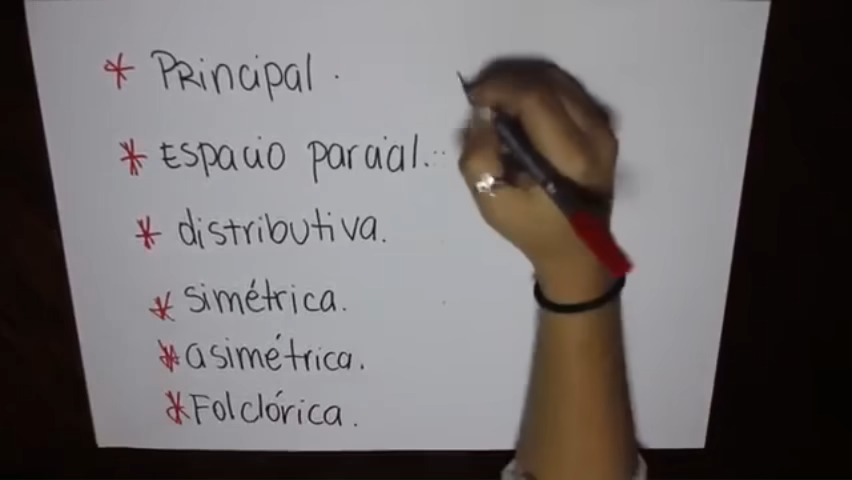 * Principal.
* Espacio parcial...
* distributiva.
* simétrica.
* asimétrica.
* Folclórica.